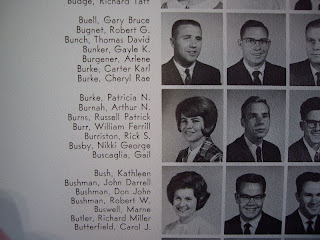 Budge, Richard Taft
Buell, Gary Bruce
Bugnet, Robert G.
Bunch, Thomas David
Bunker, Gayle K.
Burgener, Arlene
Burke, Carter Karl
Burke, Cheryl Rae
Burke, Patricia N.
Burnah, Arthur N.
Burns, Russell Patrick
Burr, William Ferrill
Burriston, Rick S.
Busby, Nikki George
Buscaglia, Gail
Bush, Kathleen
Bushman, John Darrell
Bushman, Don John
Bushman, Robert W.
Buswell, Marne
Butler, Richard Miller
Butterfield, Carol J.